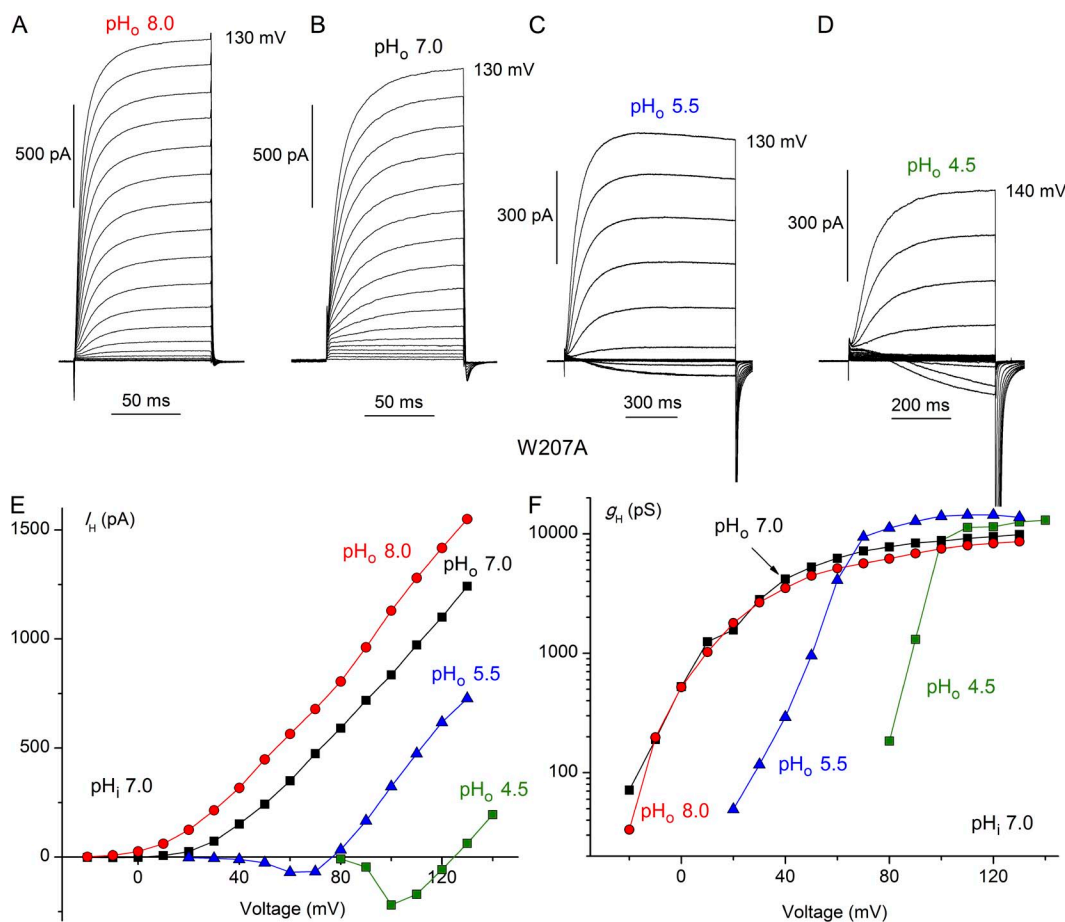 A
pHo 8.0
130 mV
500 pA
50 ms
B
pHo 7.0
130 mV
500 pA
50 ms
C
pHo 5.5
130 mV
300 pA
300 ms
D
pHo 4.5
140 mV
300 pA
200 ms
W207A
E
IH (pA)
1500
1000
500
0
pHo 8.0
pHo 7.0
pHo 5.5
pHo 4.5
pHi 7.0
0 40 80 120
Voltage (mV)
F
gH (pS)
10000
1000
100
pHo 7.0
pHo 8.0
pHo 5.5
pHo 4.5
pHi 7.0
0 40 80 120
Voltage (mV)